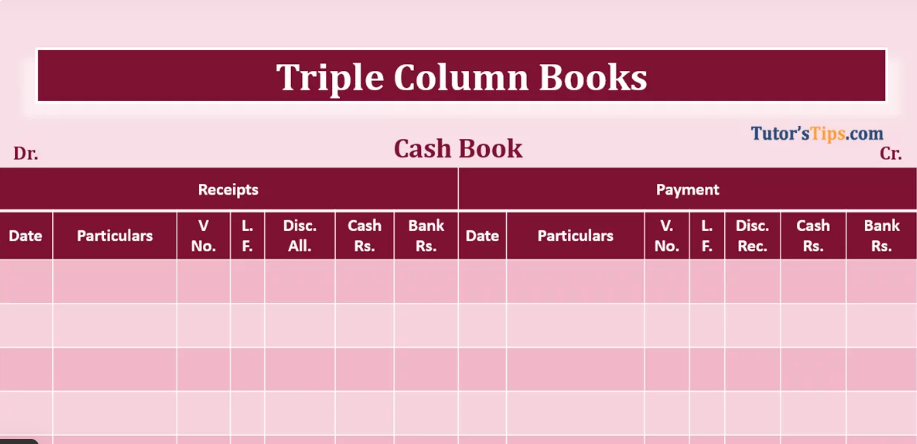 Triple Column Books
Tutor'sTips.com
Dr. Cash Book Cr.
Receipts Payment
Date Particulars V No. L. F. Disc. All. Cash Rs. Bank Rs. Date Particulars V. No. L. F. Disc. Rec. Cash Rs. Bank Rs.